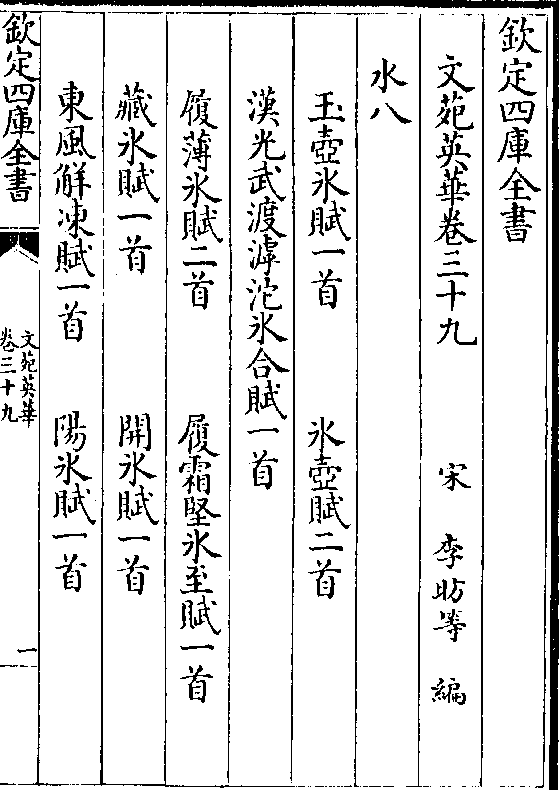 欽定四庫全書
文苑英華卷三十九　　宋　李昉等　編
水八
玉壺氷賦一首　　氷壺賦二首
漢光武渡滹沱氷合賦一首
履薄氷賦二首　　履霜堅氷至賦一首
藏氷賦一首　　開氷賦一首
東風解凍賦一首　　陽氷賦一首
欽定四庫全書
文苑英華
卷三十九
一